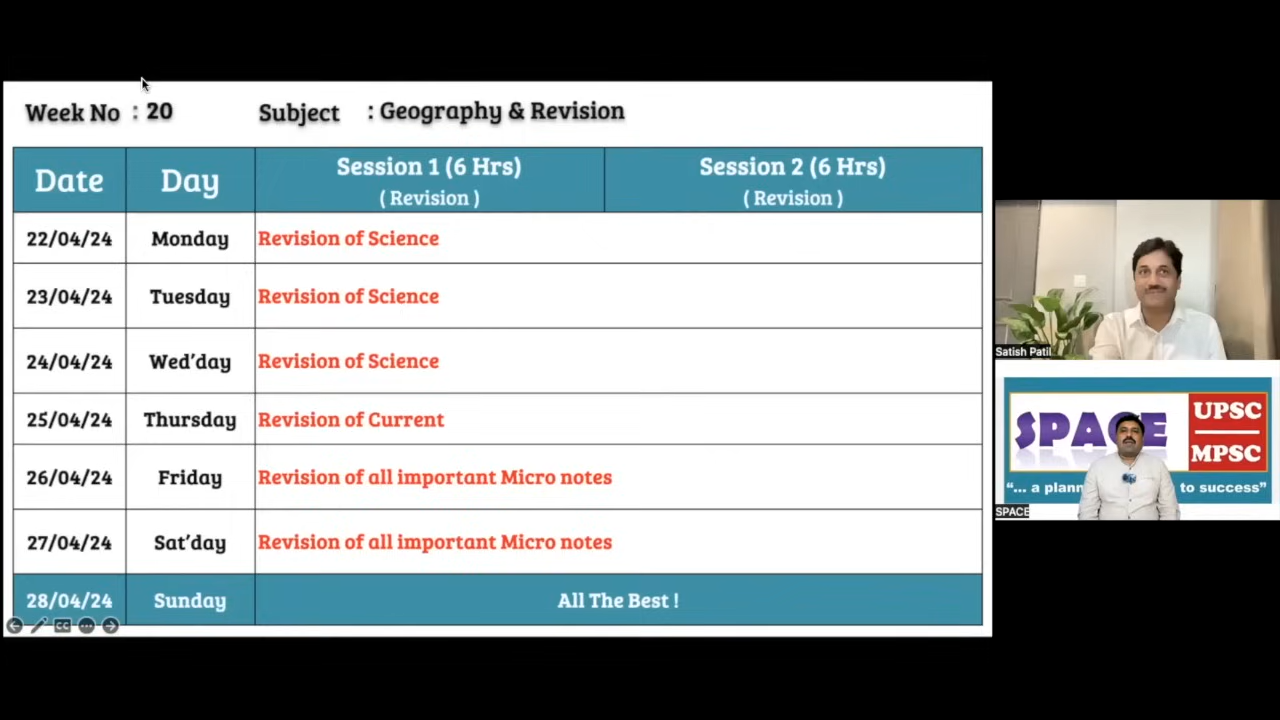 Week No : 20 Subject : Geography & Revision
Date Day Session 1 (6 Hrs) Session 2 (6 Hrs)
( Revision ) ( Revision )
22/04/24 Monday Revision of Science
23/04/24 Tuesday Revision of Science
24/04/24 Wed’day Revision of Science
25/04/24 Thursday Revision of Current
26/04/24 Friday Revision of all important Micro notes
27/04/24 Sat’day Revision of all important Micro notes
28/04/24 Sunday All The Best !
CC
Satish Patil
SPACE
UPSC
MPSC
“... a to success”
SPACE